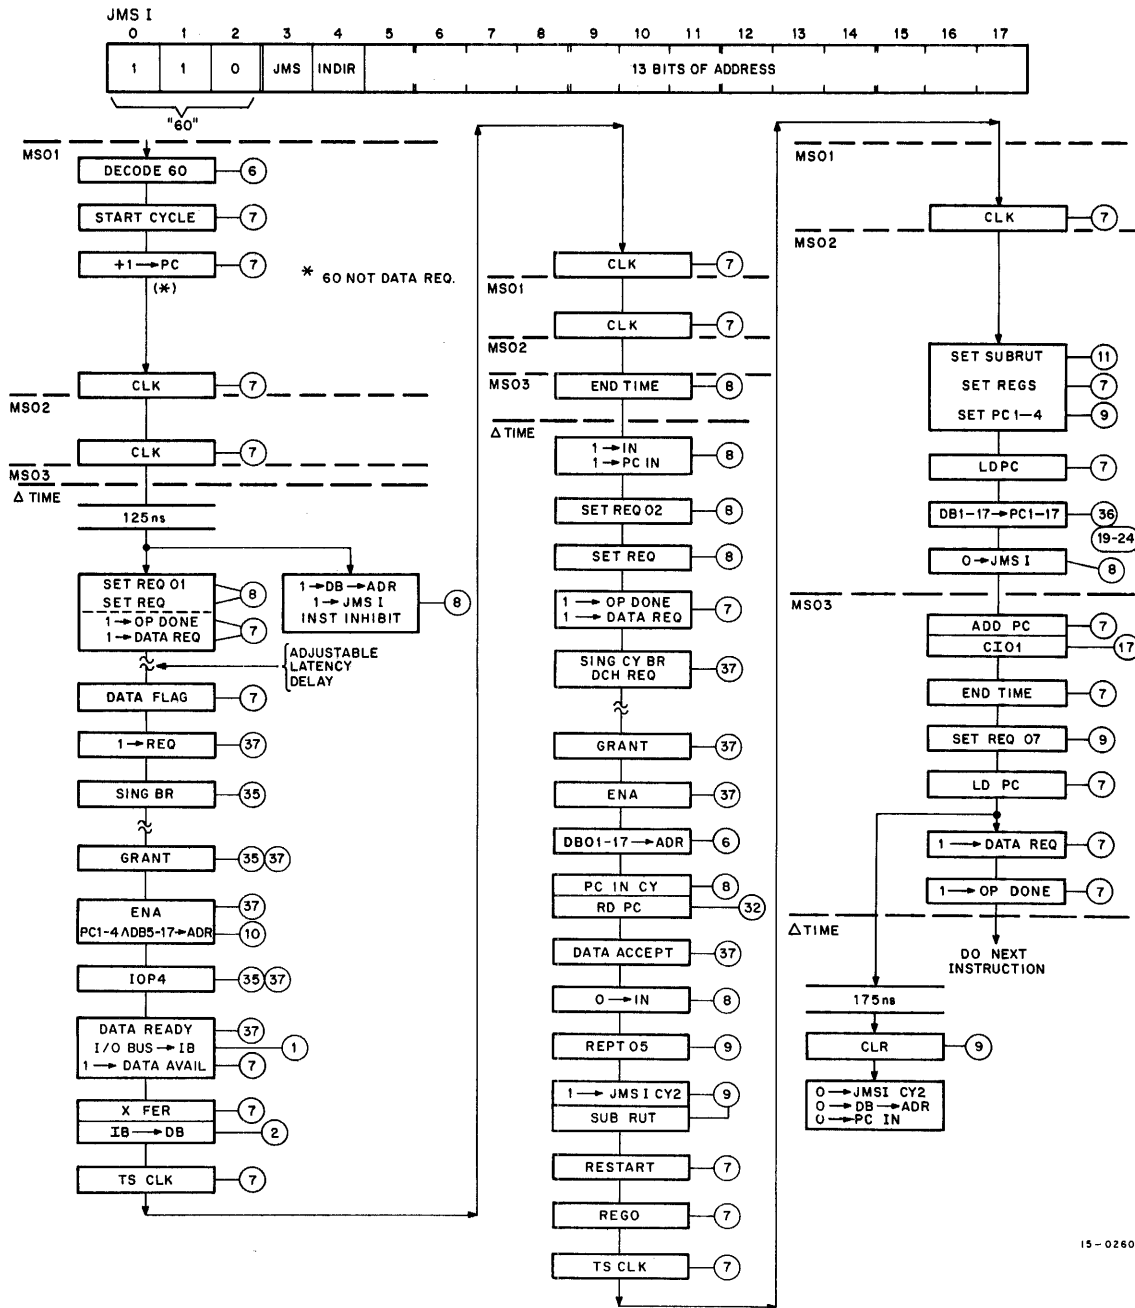 JMS I
0 1 2 3 4 5 6 7 8 9 10 11 12 13 14 15 16 17
1 1 0 JMS INDIR 13 BITS OF ADDRESS
"60"
MS01
DECODE 60 6
START CYCLE 7
+1→PC 7
(*)
* 60 NOT DATA REQ.
CLK 7
MS02
CLK 7
MS03
Δ TIME
125ns
SET REQ 01
SET REQ 8
1→OP DONE
1→DATA REQ 7
1→DB→ADR
1→JMS I
INST INHIBIT 8
ADJUSTABLE
LATENCY
DELAY
DATA FLAG 7
1→REQ 37
SING BR 35
GRANT 35 37
ENA 37
PC1-4 ΛDB5-17→ADR 10
IOP4 35 37
DATA READY 37
I/O BUS→IB 1
1→DATA AVAIL 7
X FER 7
IB→DB 2
TS CLK 7
CLK 7
MS01
CLK 7
MS02
MS03
END TIME 8
Δ TIME
1→IN
1→PC IN 8
SET REQ 02 8
SET REQ 8
1→OP DONE
1→DATA REQ 7
SING CY BR
DCH REQ 37
GRANT 37
ENA 37
DB01-17→ADR 6
PC IN CY 8
RD PC 32
DATA ACCEPT 37
0→IN 8
REPT 05 9
1→JMS I CY2 9
SUB RUT
RESTART 7
REGO 7
TS CLK 7
MS01
CLK 7
MS02
SET SUBRUT 11
SET REGS 7
SET PC1-4 9
LDPC 7
DB1-17→PC1-17 36
19-24
0→JMS I 8
MS03
ADD PC 7
CI01 17
END TIME 7
SET REQ 07 9
LD PC 7
1→DATA REQ 7
1→OP DONE 7
Δ TIME
DO NEXT
INSTRUCTION
175ns
CLR 9
0→JMSI CY2
0→DB→ADR
0→PC IN
15-0260